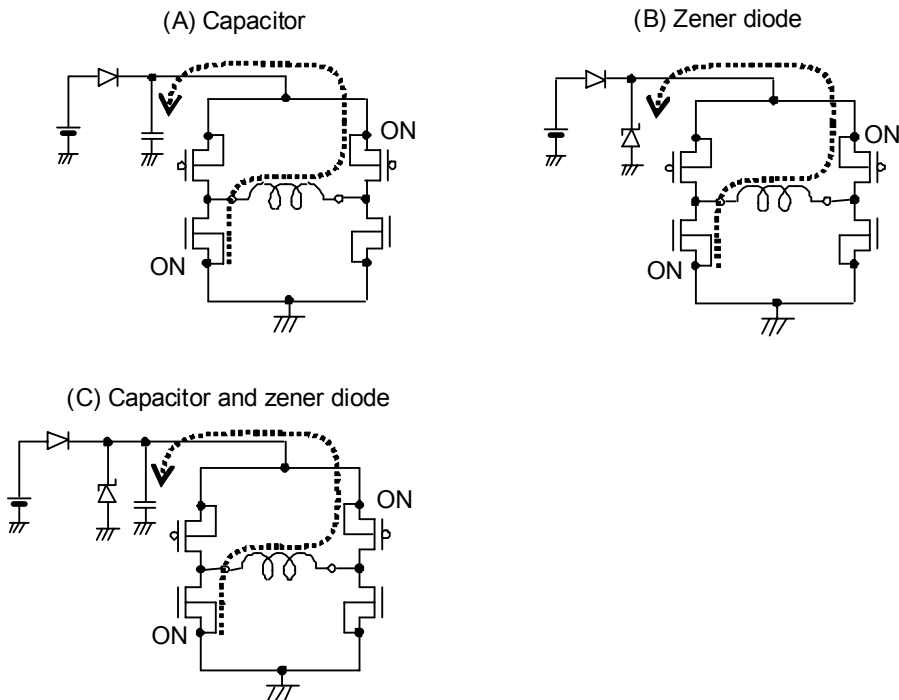 (A) Capacitor
ON
ON
(B) Zener diode
ON
ON
(C) Capacitor and zener diode
ON
ON